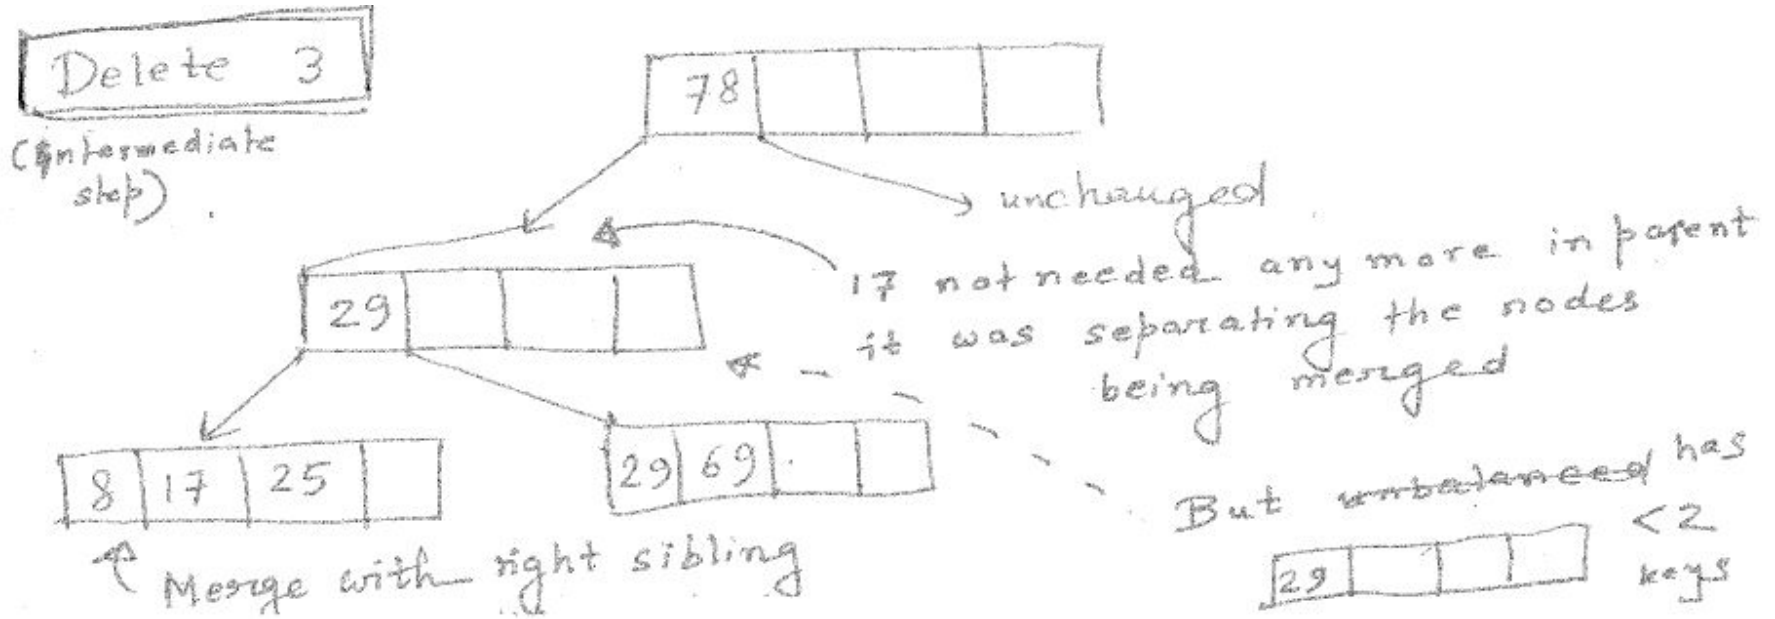 Delete 3
(Intermediate
step)
78
unchanged
17 not needed any more in parent
it was separating the nodes
being merged
29
8 17 25
29 69
Merge with right sibling
But unbalanced has
<2
keys
29